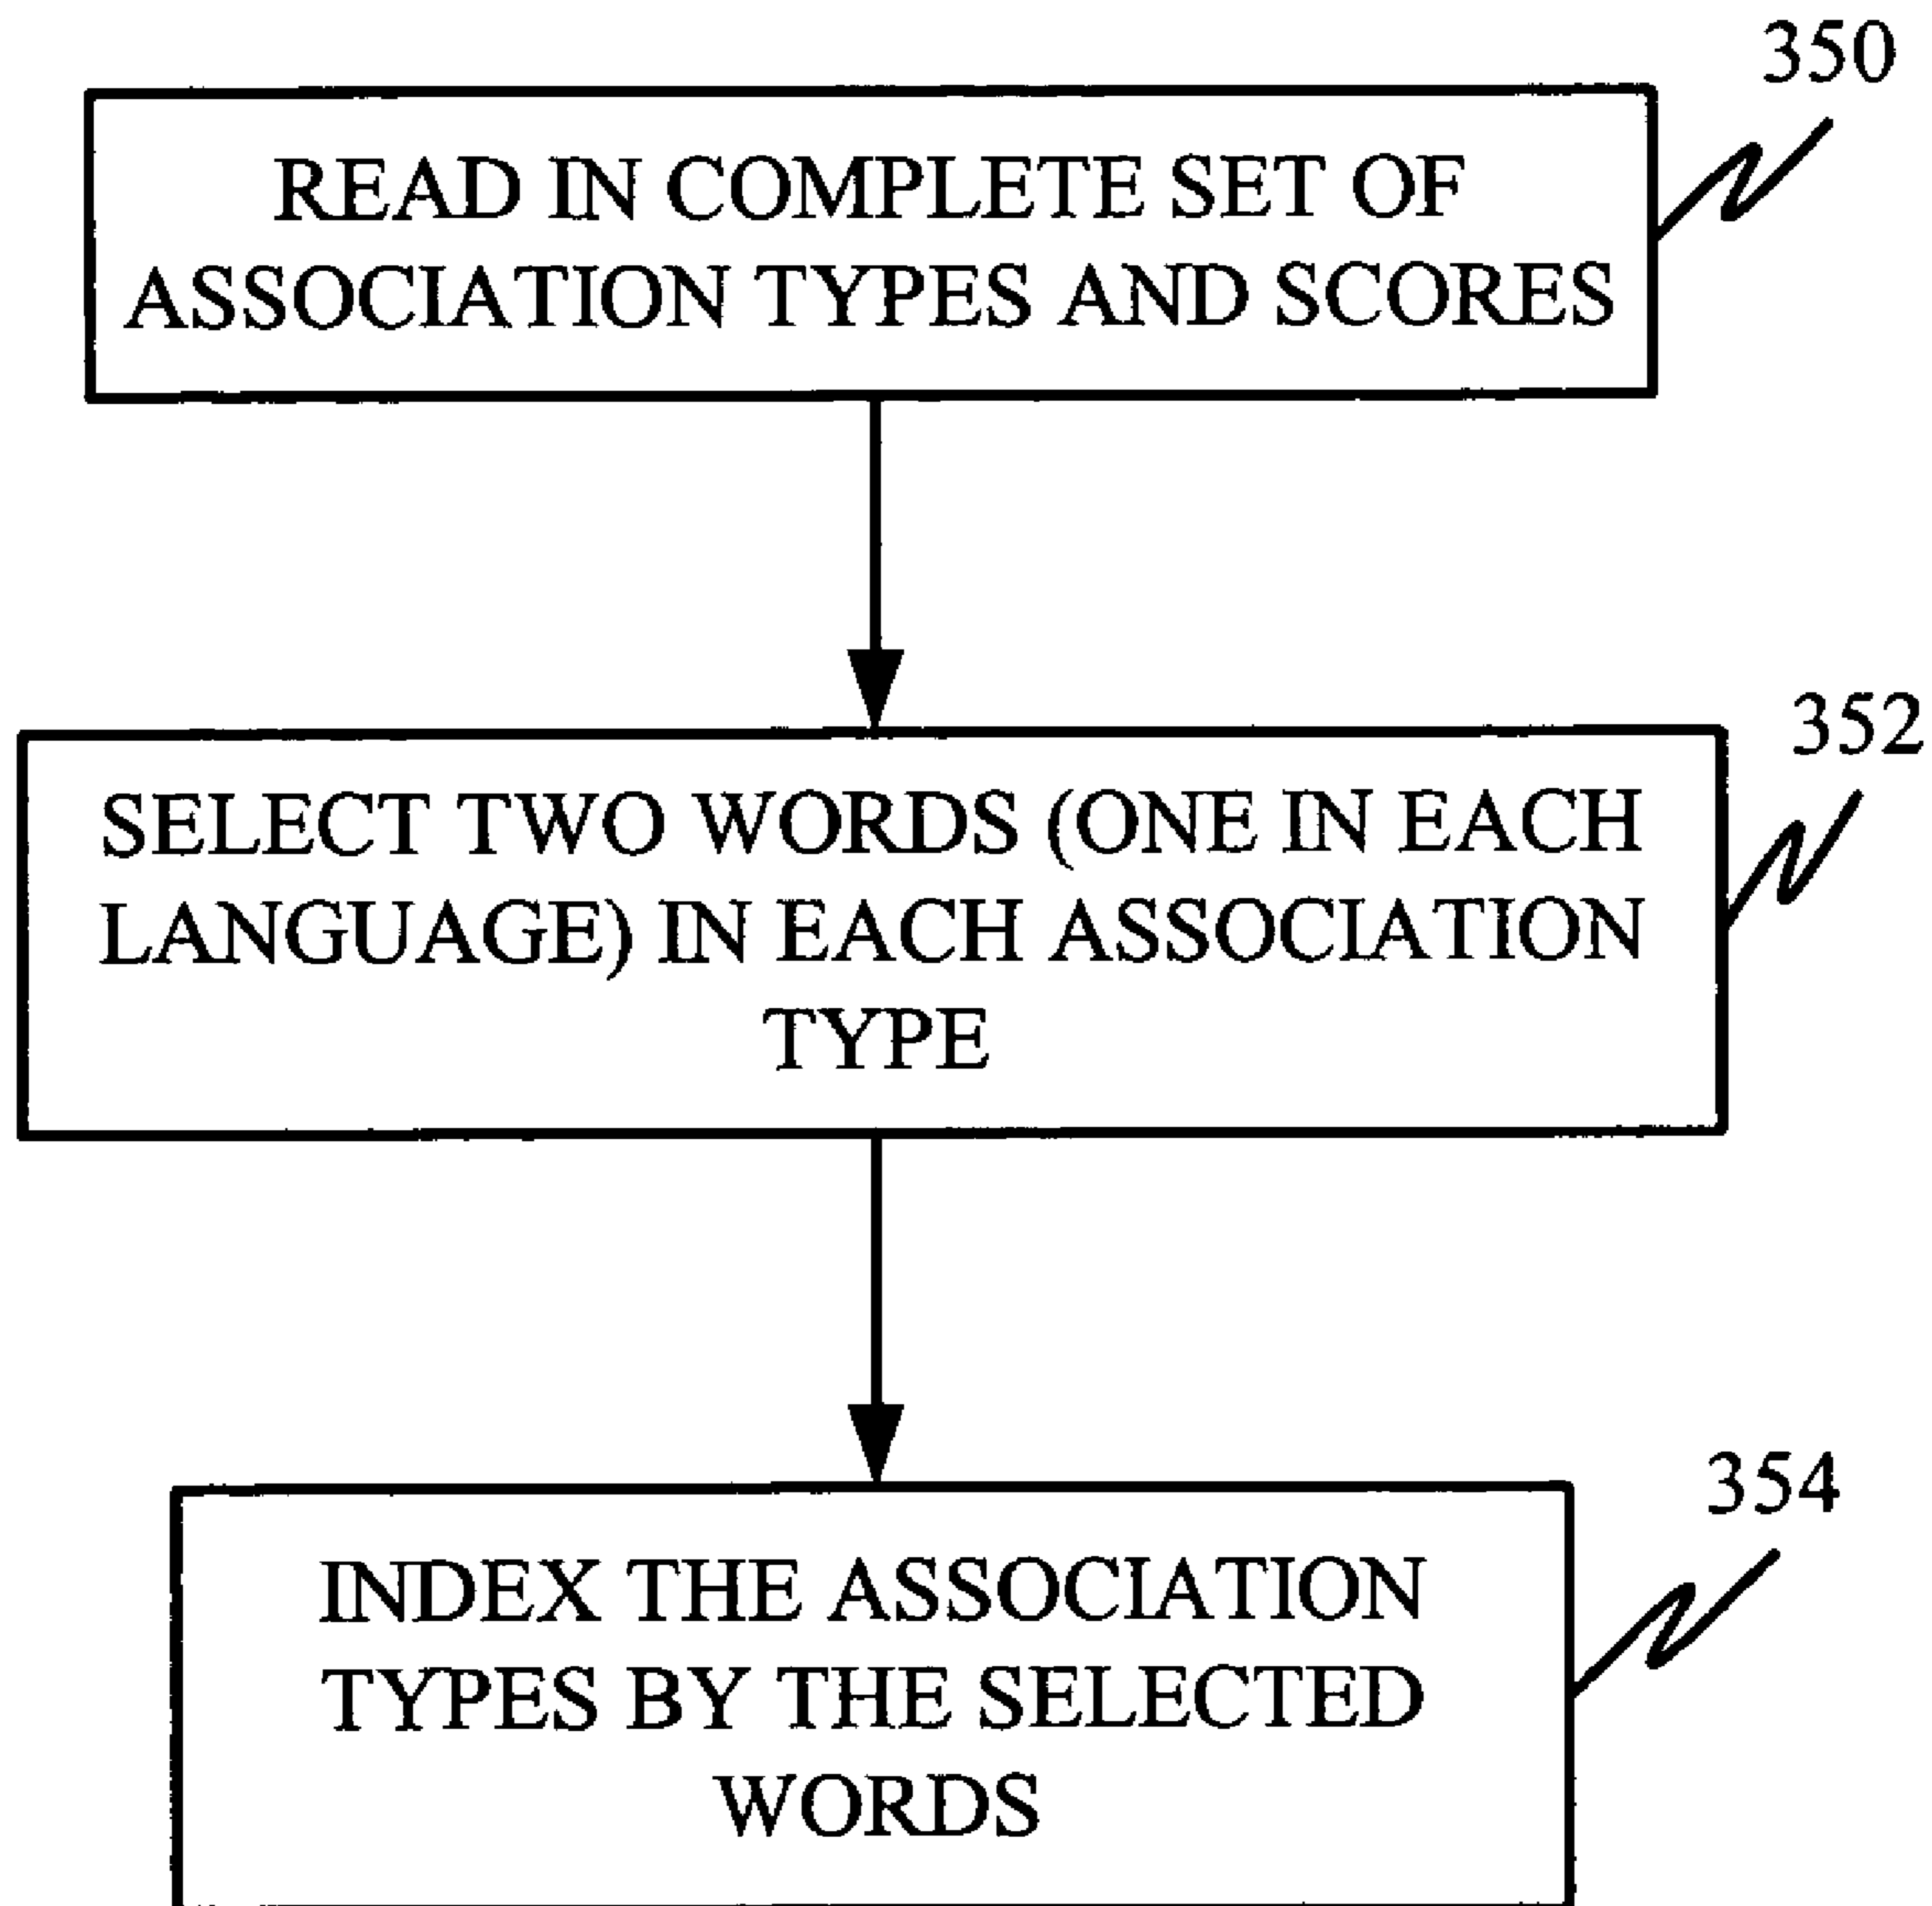 350
READ IN COMPLETE SET OF
ASSOCIATION TYPES AND SCORES
352
SELECT TWO WORDS (ONE IN EACH
LANGUAGE) IN EACH ASSOCIATION
TYPE
354
INDEX THE ASSOCIATION
TYPES BY THE SELECTED
WORDS